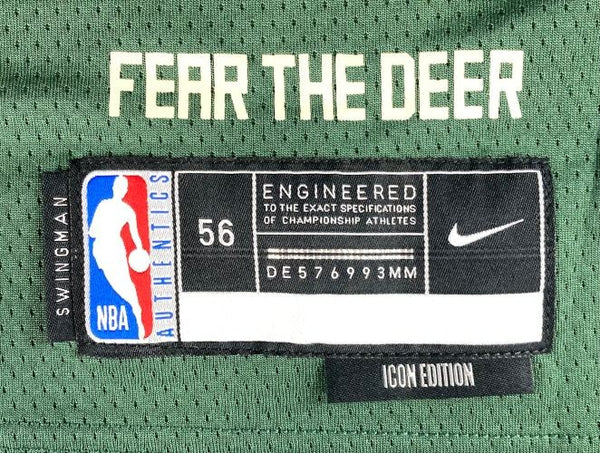 FEAR THE DEER
SWINGMAN
NBA
AUTHENTICS
56
ENGINEERED
TO THE EXACT SPECIFICATIONS
OF CHAMPIONSHIP ATHLETES
DE576993MM
ICON EDITION